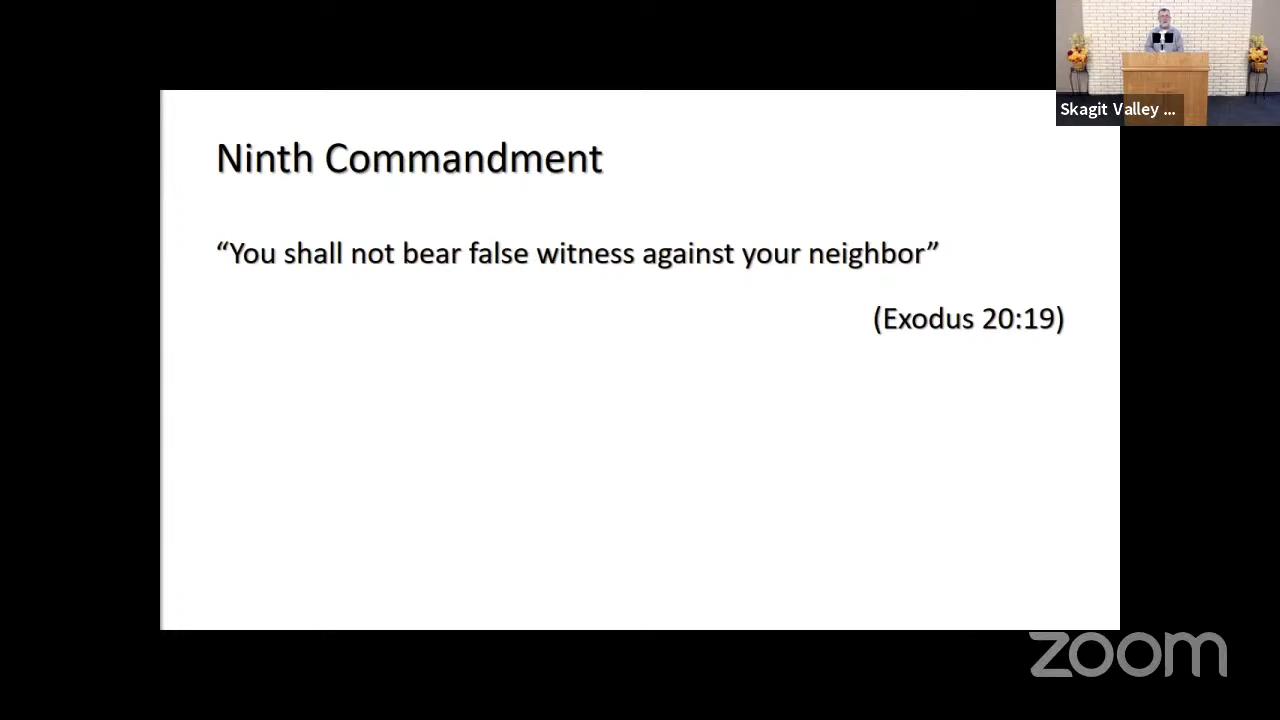 Skagit Valley ...
Ninth Commandment
“You shall not bear false witness against your neighbor”
(Exodus 20:19)
zoom